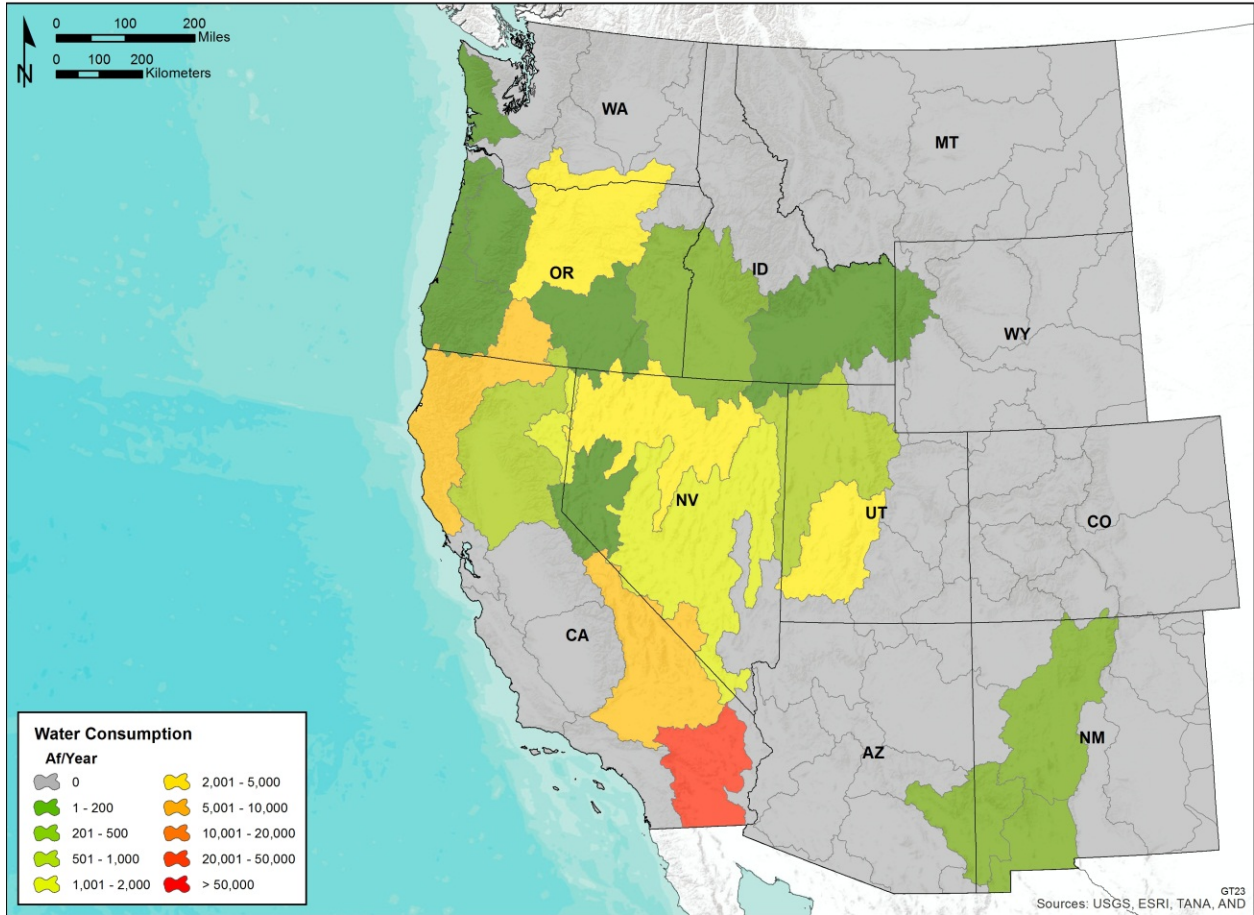 0 100 200
Miles
0 100 200
Kilometers
N
WA
MT
OR
ID
WY
NV
UT
CO
CA
AZ
NM
Water Consumption
Af/Year
0
1 - 200
201 - 500
501 - 1,000
1,001 - 2,000
2,001 - 5,000
5,001 - 10,000
10,001 - 20,000
20,001 - 50,000
> 50,000
GT23
Sources: USGS, ESRI, TANA, AND